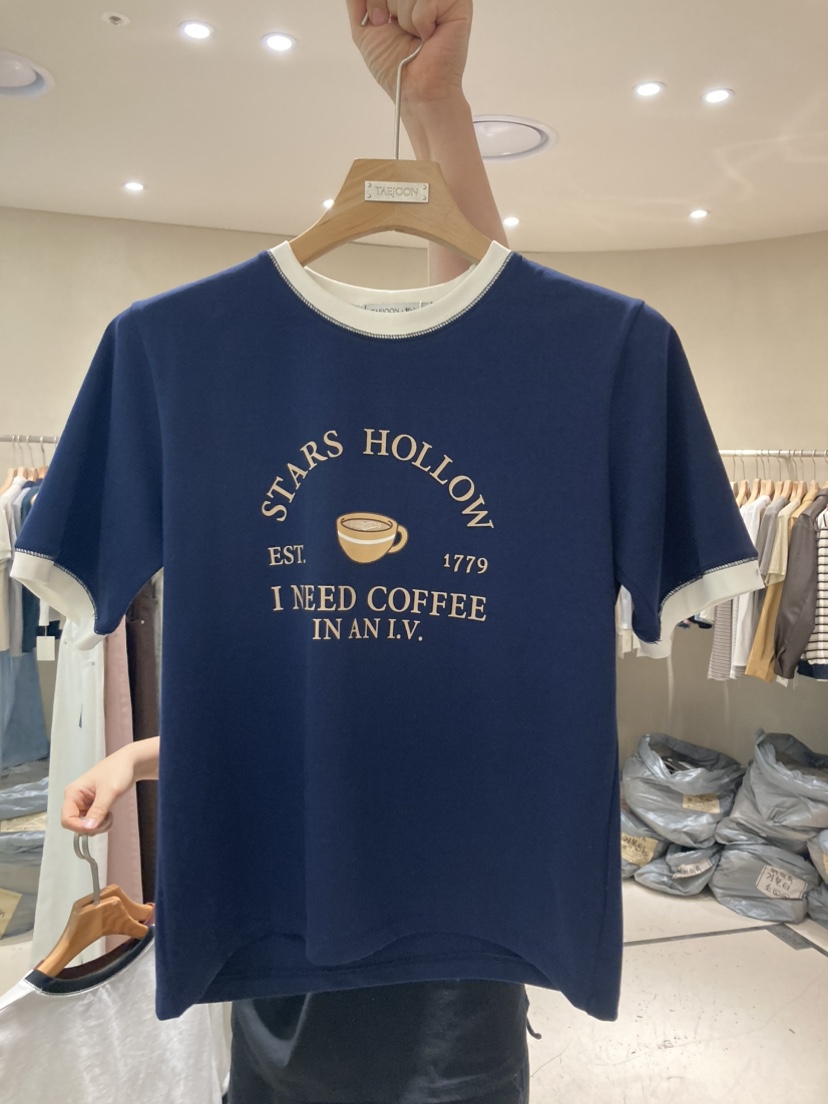 TAEJOON
STARS HOLLOW
EST.
1779
I NEED COFFEE
IN AN I.V.